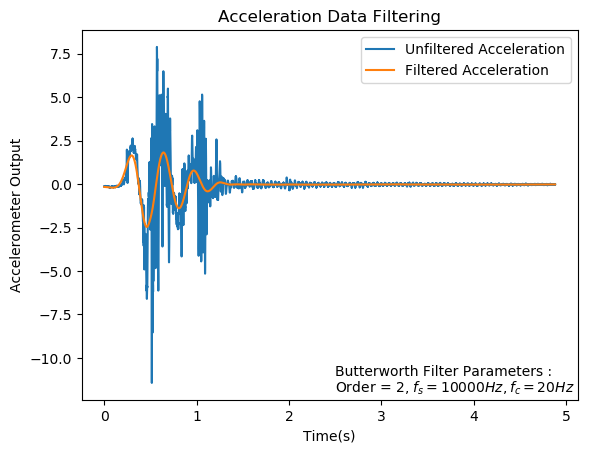 Acceleration Data Filtering
Unfiltered Acceleration
Filtered Acceleration
7.5
5.0
2.5
0.0
−2.5
−5.0
−7.5
−10.0
Accelerometer Output
Butterworth Filter Parameters :
Order = 2, fs = 10000Hz, fc = 20Hz
0 1 2 3 4 5
Time(s)